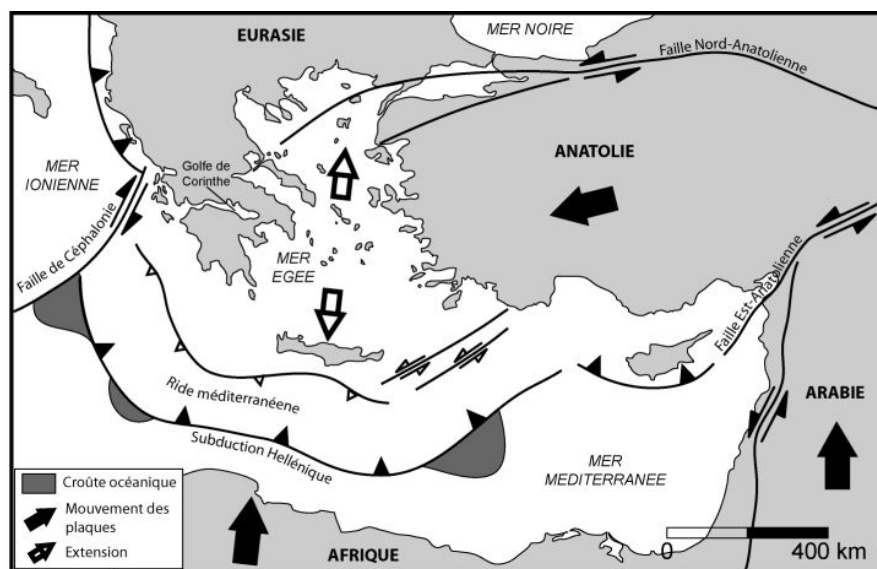 MER NOIRE
EURASIE
Faille Nord-Anatolienne
MER
IONIENNE
Golfe de
Corinthe
ANATOLIE
Faille de Céphalonie
MER
EGEE
Faille Est-Anatolienne
Ride méditerranéene
ARABIE
Subduction Hellénique
MER
MEDITERRANEE
Croûte océanique
Mouvement des
plaques
Extension
AFRIQUE
0 400 km